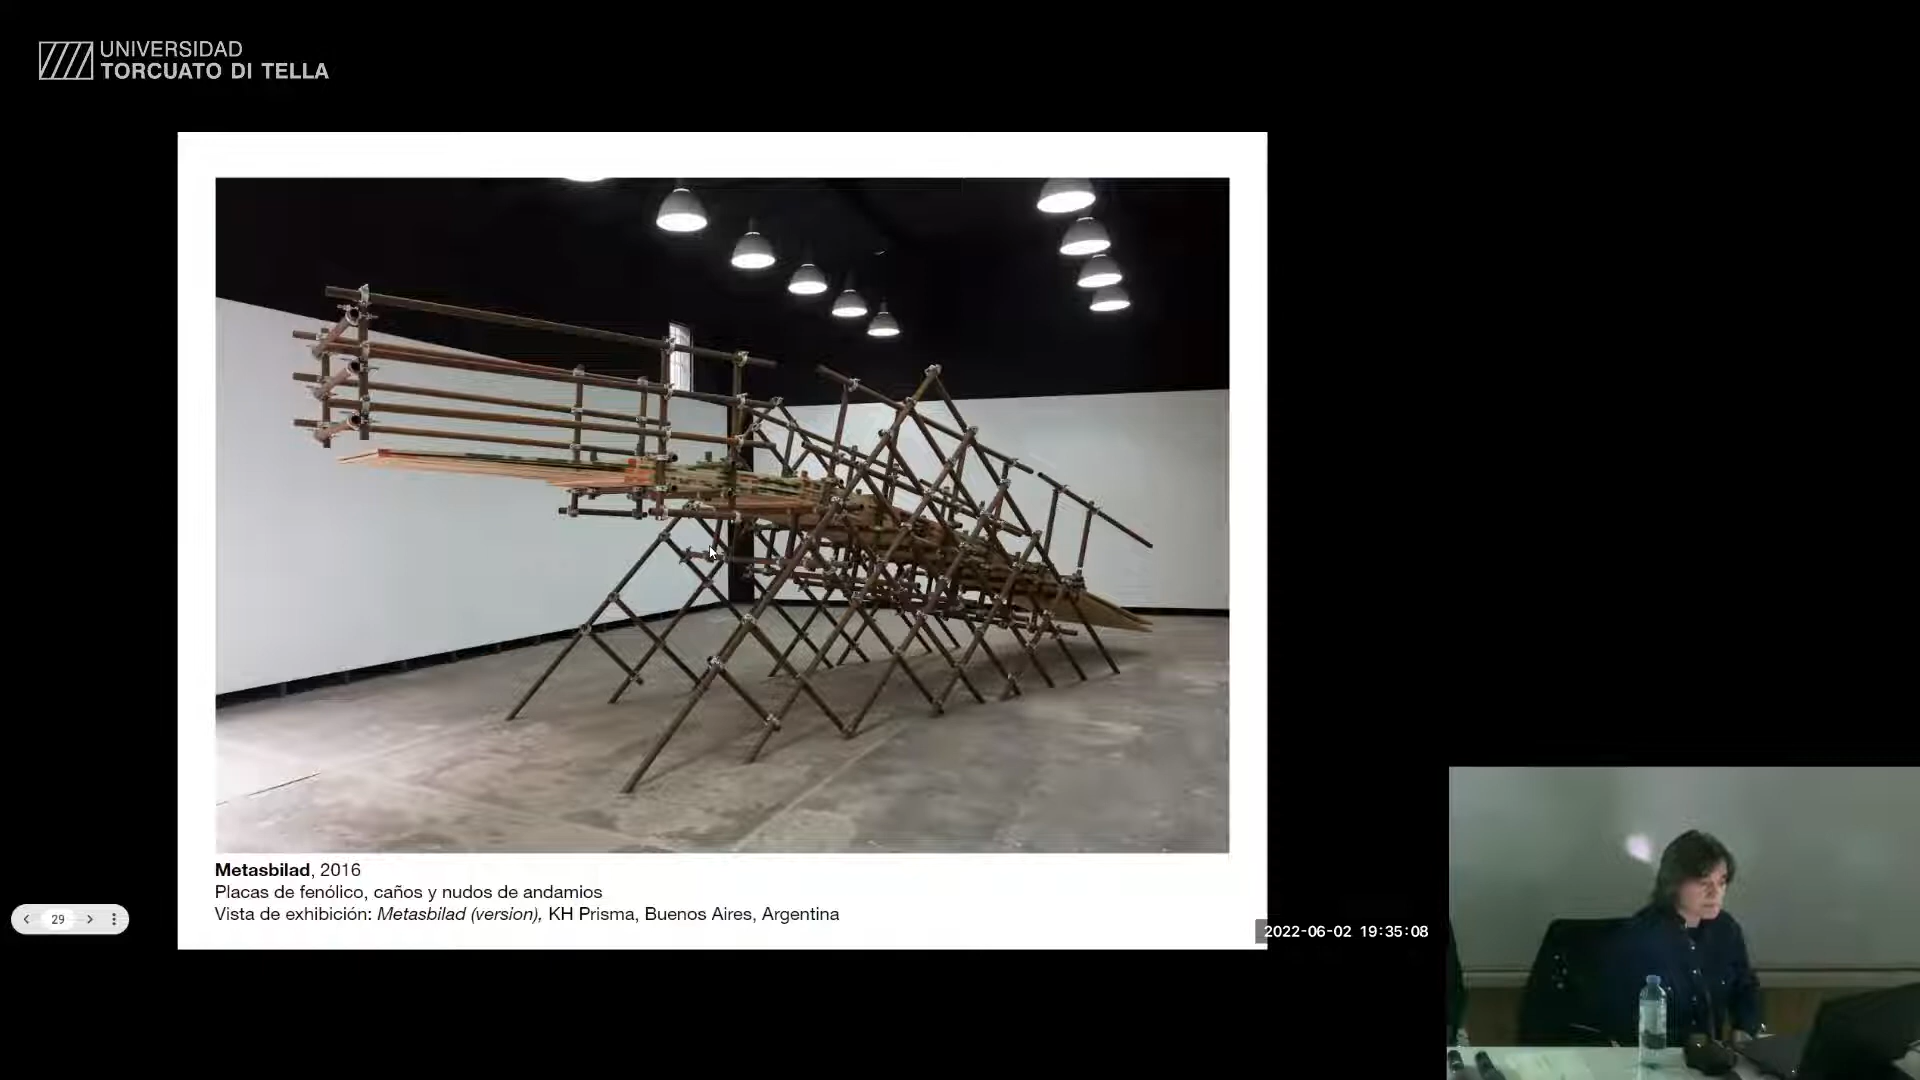 UNIVERSIDAD
TORCUATO DI TELLA
Metasbilad, 2016
Placas de fenólico, caños y nudos de andamios
Vista de exhibición: Metasbilad (version), KH Prisma, Buenos Aires, Argentina
29
2022-06-02 19:35:08